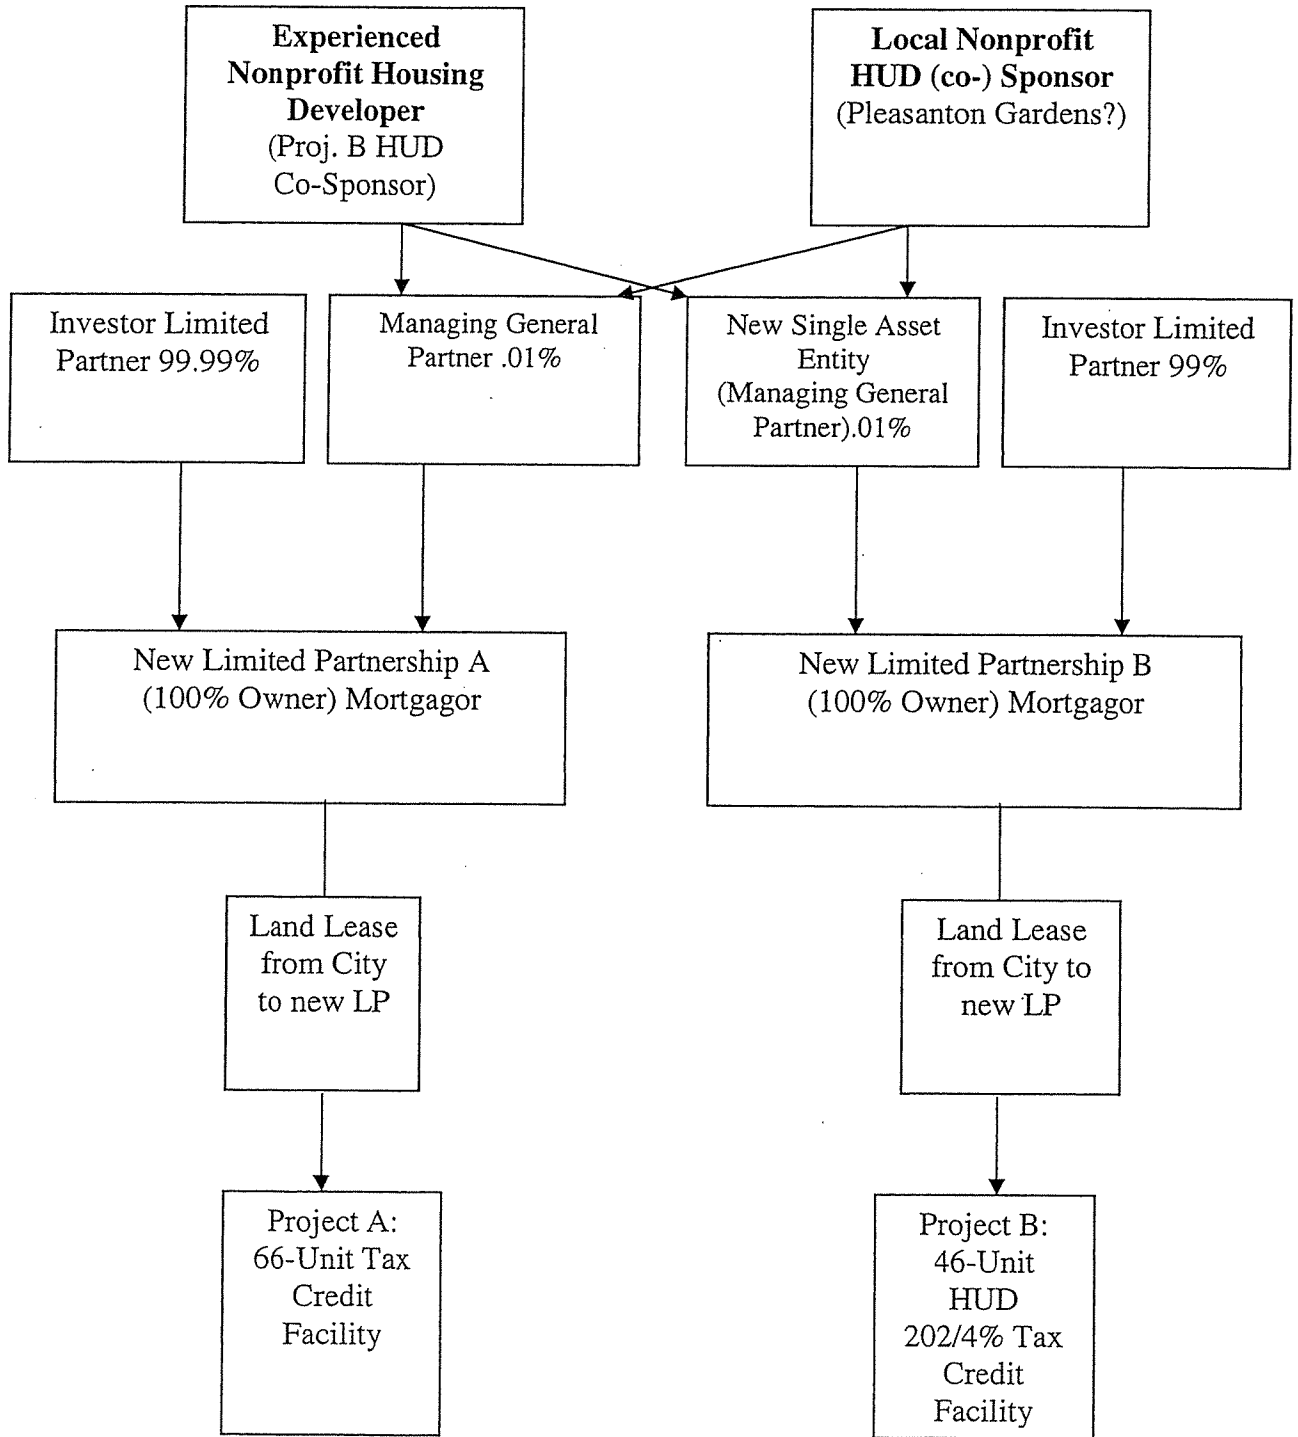 Experienced
Nonprofit Housing
Developer
(Proj. B HUD
Co-Sponsor)
Local Nonprofit
HUD (co-) Sponsor
(Pleasanton Gardens?)
Investor Limited
Partner 99.99%
Managing General
Partner .01%
New Single Asset
Entity
(Managing General
Partner).01%
Investor Limited
Partner 99%
New Limited Partnership A
(100% Owner) Mortgagor
New Limited Partnership B
(100% Owner) Mortgagor
Land Lease
from City
to new LP
Land Lease
from City to
new LP
Project A:
66-Unit Tax
Credit
Facility
Project B:
46-Unit
HUD
202/4% Tax
Credit
Facility